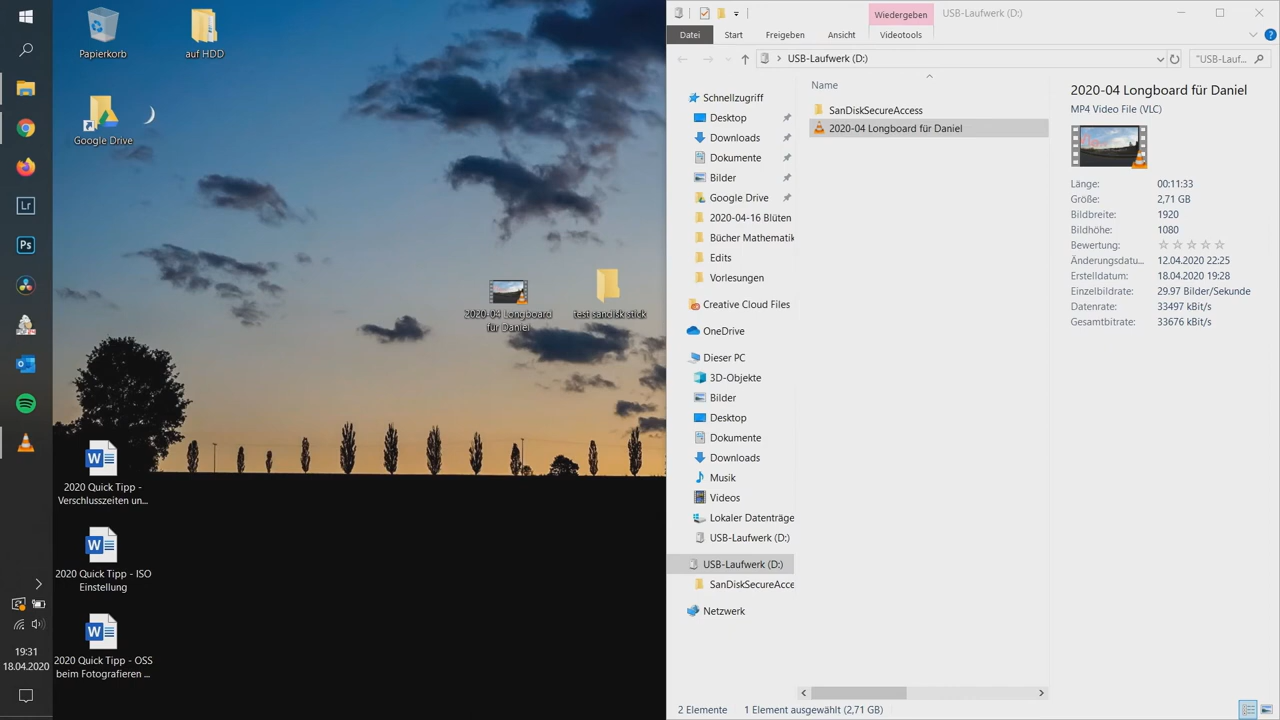 Papierkorb
auf HDD
Google Drive
Lr
Ps
2020-04 Longboard
für Daniel
test sandisk stick
W
2020 Quick Tipp -
Verschlusszeiten un...
W
2020 Quick Tipp - ISO
Einstellung
W
2020 Quick Tipp - OSS
beim Fotografieren ...
19:31
18.04.2020
Wiedergeben
USB-Laufwerk (D:)
Datei
Start
Freigeben
Ansicht
Videotools
USB-Laufwerk (D:)
"USB-Lauf...
Schnellzugriff
Desktop
Downloads
Dokumente
Bilder
Google Drive
2020-04-16 Blüten
Bücher Mathematik
Edits
Vorlesungen
Creative Cloud Files
OneDrive
Dieser PC
3D-Objekte
Bilder
Desktop
Dokumente
Downloads
Musik
Videos
Lokaler Datenträge
USB-Laufwerk (D:)
USB-Laufwerk (D:)
SanDiskSecureAcce
Netzwerk
Name
SanDiskSecureAccess
2020-04 Longboard für Daniel
2020-04 Longboard für Daniel
MP4 Video File (VLC)
Länge: 00:11:33
Größe: 2,71 GB
Bildbreite: 1920
Bildhöhe: 1080
Bewertung:
Änderungsdatu... 12.04.2020 22:25
Erstelldatum: 18.04.2020 19:28
Einzelbildrate: 29.97 Bilder/Sekunde
Datenrate: 33497 kBit/s
Gesamtbitrate: 33676 kBit/s
2 Elemente
1 Element ausgewählt (2,71 GB)